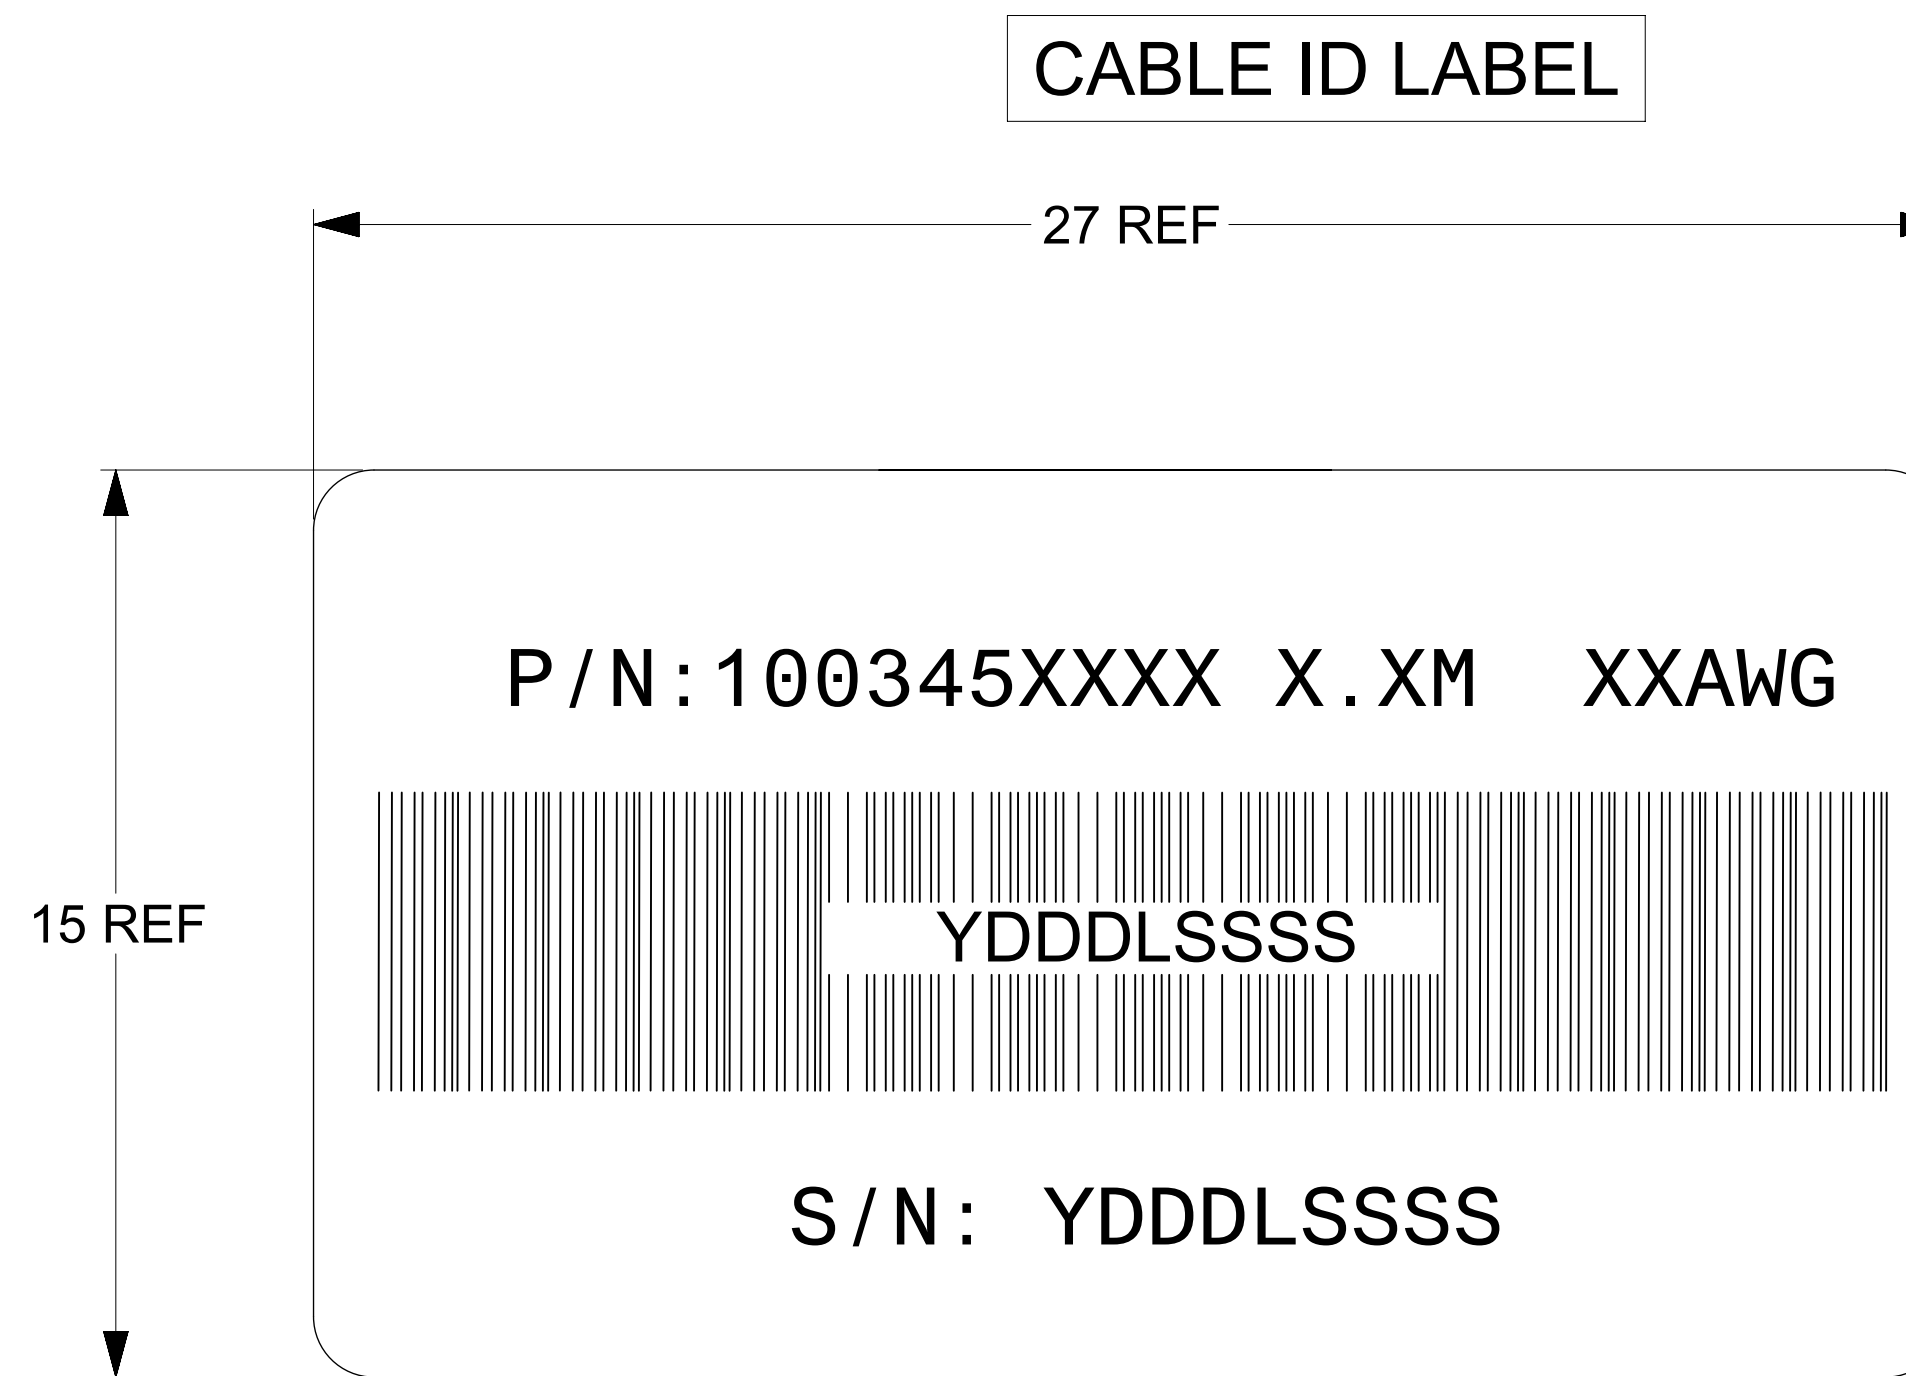 CABLE ID LABEL
27 REF
P/N:100345XXXX X.XM  XXAWG
15 REF
YDDDLSSSS
S/N: YDDDLSSSS